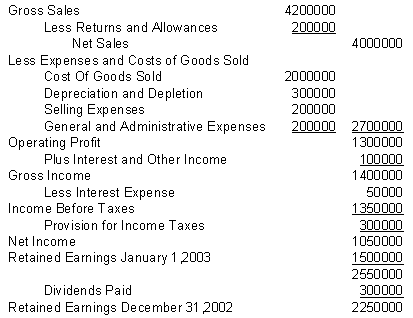 Gross Sales 4200000
Less Returns and Allowances 200000
Net Sales 4000000
Less Expenses and Costs of Goods Sold
Cost Of Goods Sold 2000000
Depreciation and Depletion 300000
Selling Expenses 200000
General and Administrative Expenses 200000 2700000
Operating Profit 1300000
Plus Interest and Other Income 100000
Gross Income 1400000
Less Interest Expense 50000
Income Before Taxes 1350000
Provision for Income Taxes 300000
Net Income 1050000
Retained Earnings January 1,2003 1500000
2550000
Dividends Paid 300000
Retained Earnings December 31,2002 2250000